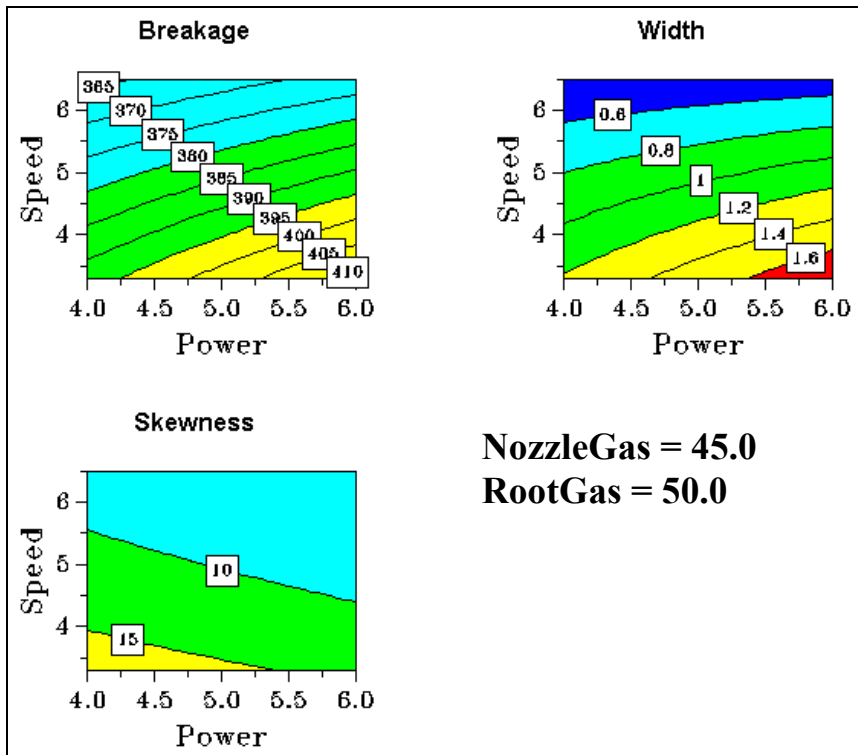 Breakage
365
370
375
380
385
390
395
400
405
410
Speed
6
5
4
4.0 4.5 5.0 5.5 6.0
Power
Width
0.6
0.8
1
1.2
1.4
1.6
Speed
6
5
4
4.0 4.5 5.0 5.5 6.0
Power
Skewness
10
15
Speed
6
5
4
4.0 4.5 5.0 5.5 6.0
Power
NozzleGas = 45.0
RootGas = 50.0